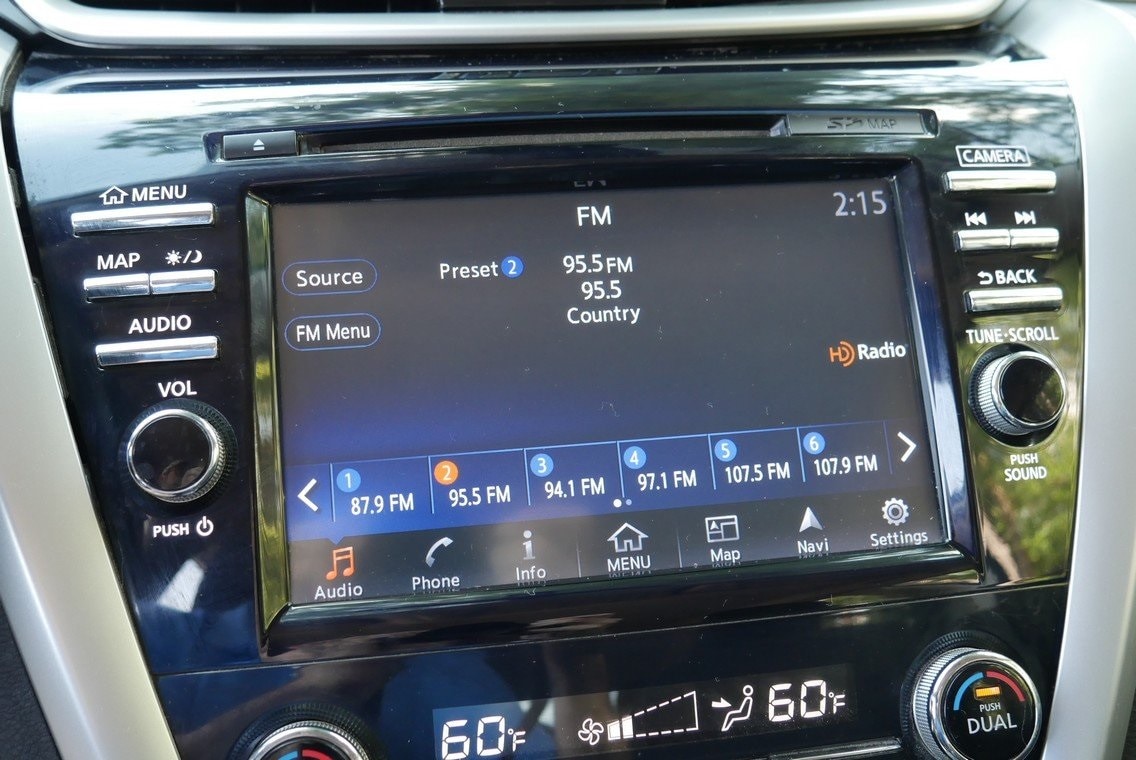 SD MAP
CAMERA
MENU
MAP
AUDIO
VOL
PUSH
FM
2:15
Source
Preset 2
95.5 FM
95.5
Country
FM Menu
HD Radio
1 87.9 FM
2 95.5 FM
3 94.1 FM
4 97.1 FM
5 107.5 FM
6 107.9 FM
Audio
Phone
Info
MENU
Map
Navi
Settings
BACK
TUNE·SCROLL
PUSH
SOUND
60°F
60°F
PUSH
DUAL